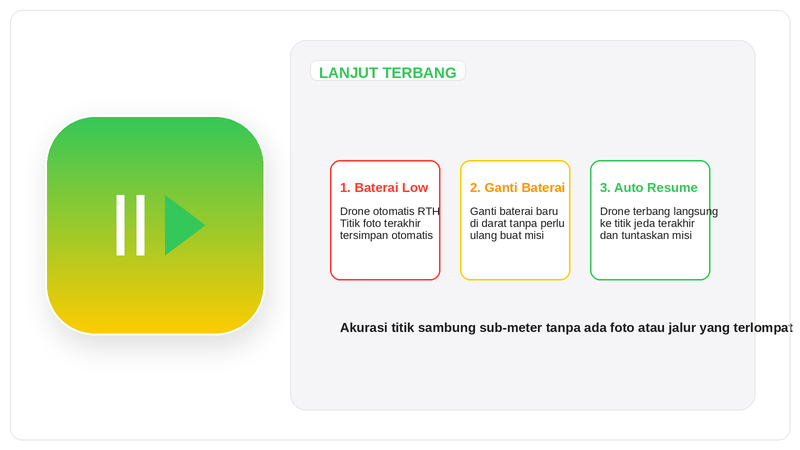 LANJUT TERBANG
1. Baterai Low
Drone otomatis RTH
Titik foto terakhir
tersimpan otomatis
2. Ganti Baterai
Ganti baterai baru
di darat tanpa perlu
ulang buat misi
3. Auto Resume
Drone terbang langsung
ke titik jeda terakhir
dan tuntaskan misi
Akurasi titik sambung sub-meter tanpa ada foto atau jalur yang terlompat